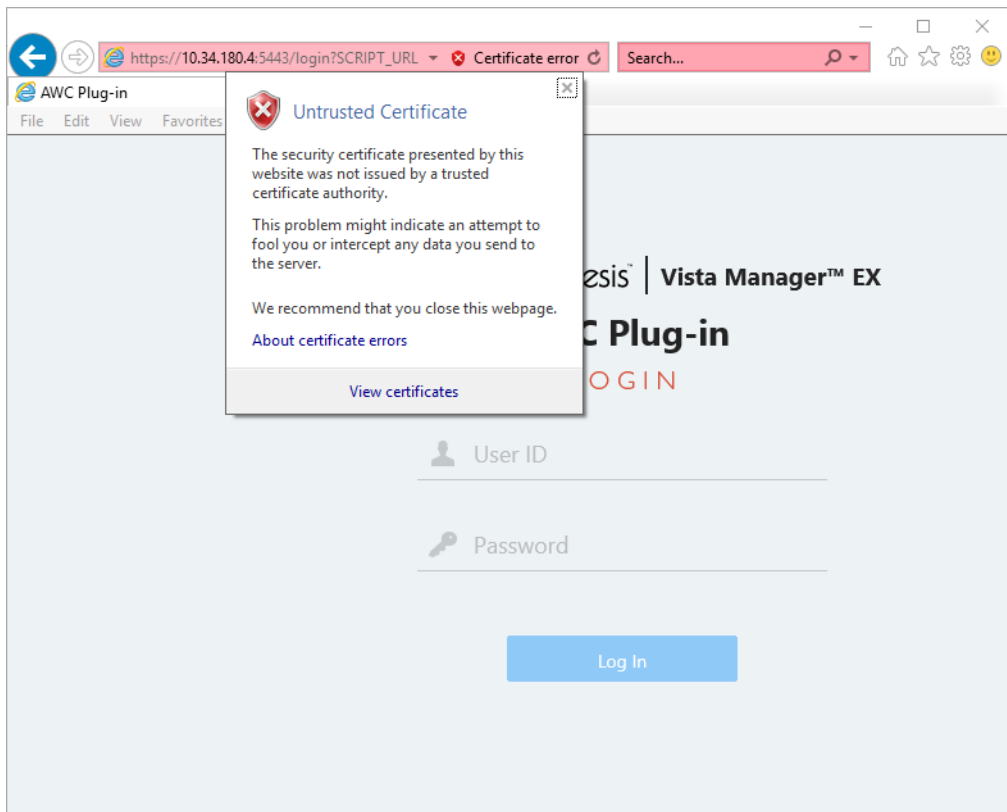 https://10.34.180.4:5443/login?SCRIPT_URL Certificate error Search...
AWC Plug-in
File Edit View Favorites
Untrusted Certificate
The security certificate presented by this
website was not issued by a trusted
certificate authority.
This problem might indicate an attempt to
fool you or intercept any data you send to
the server.
We recommend that you close this webpage.
About certificate errors
View certificates
esis™ Vista Manager™ EX
C Plug-in
OGIN
User ID
Password
Log In